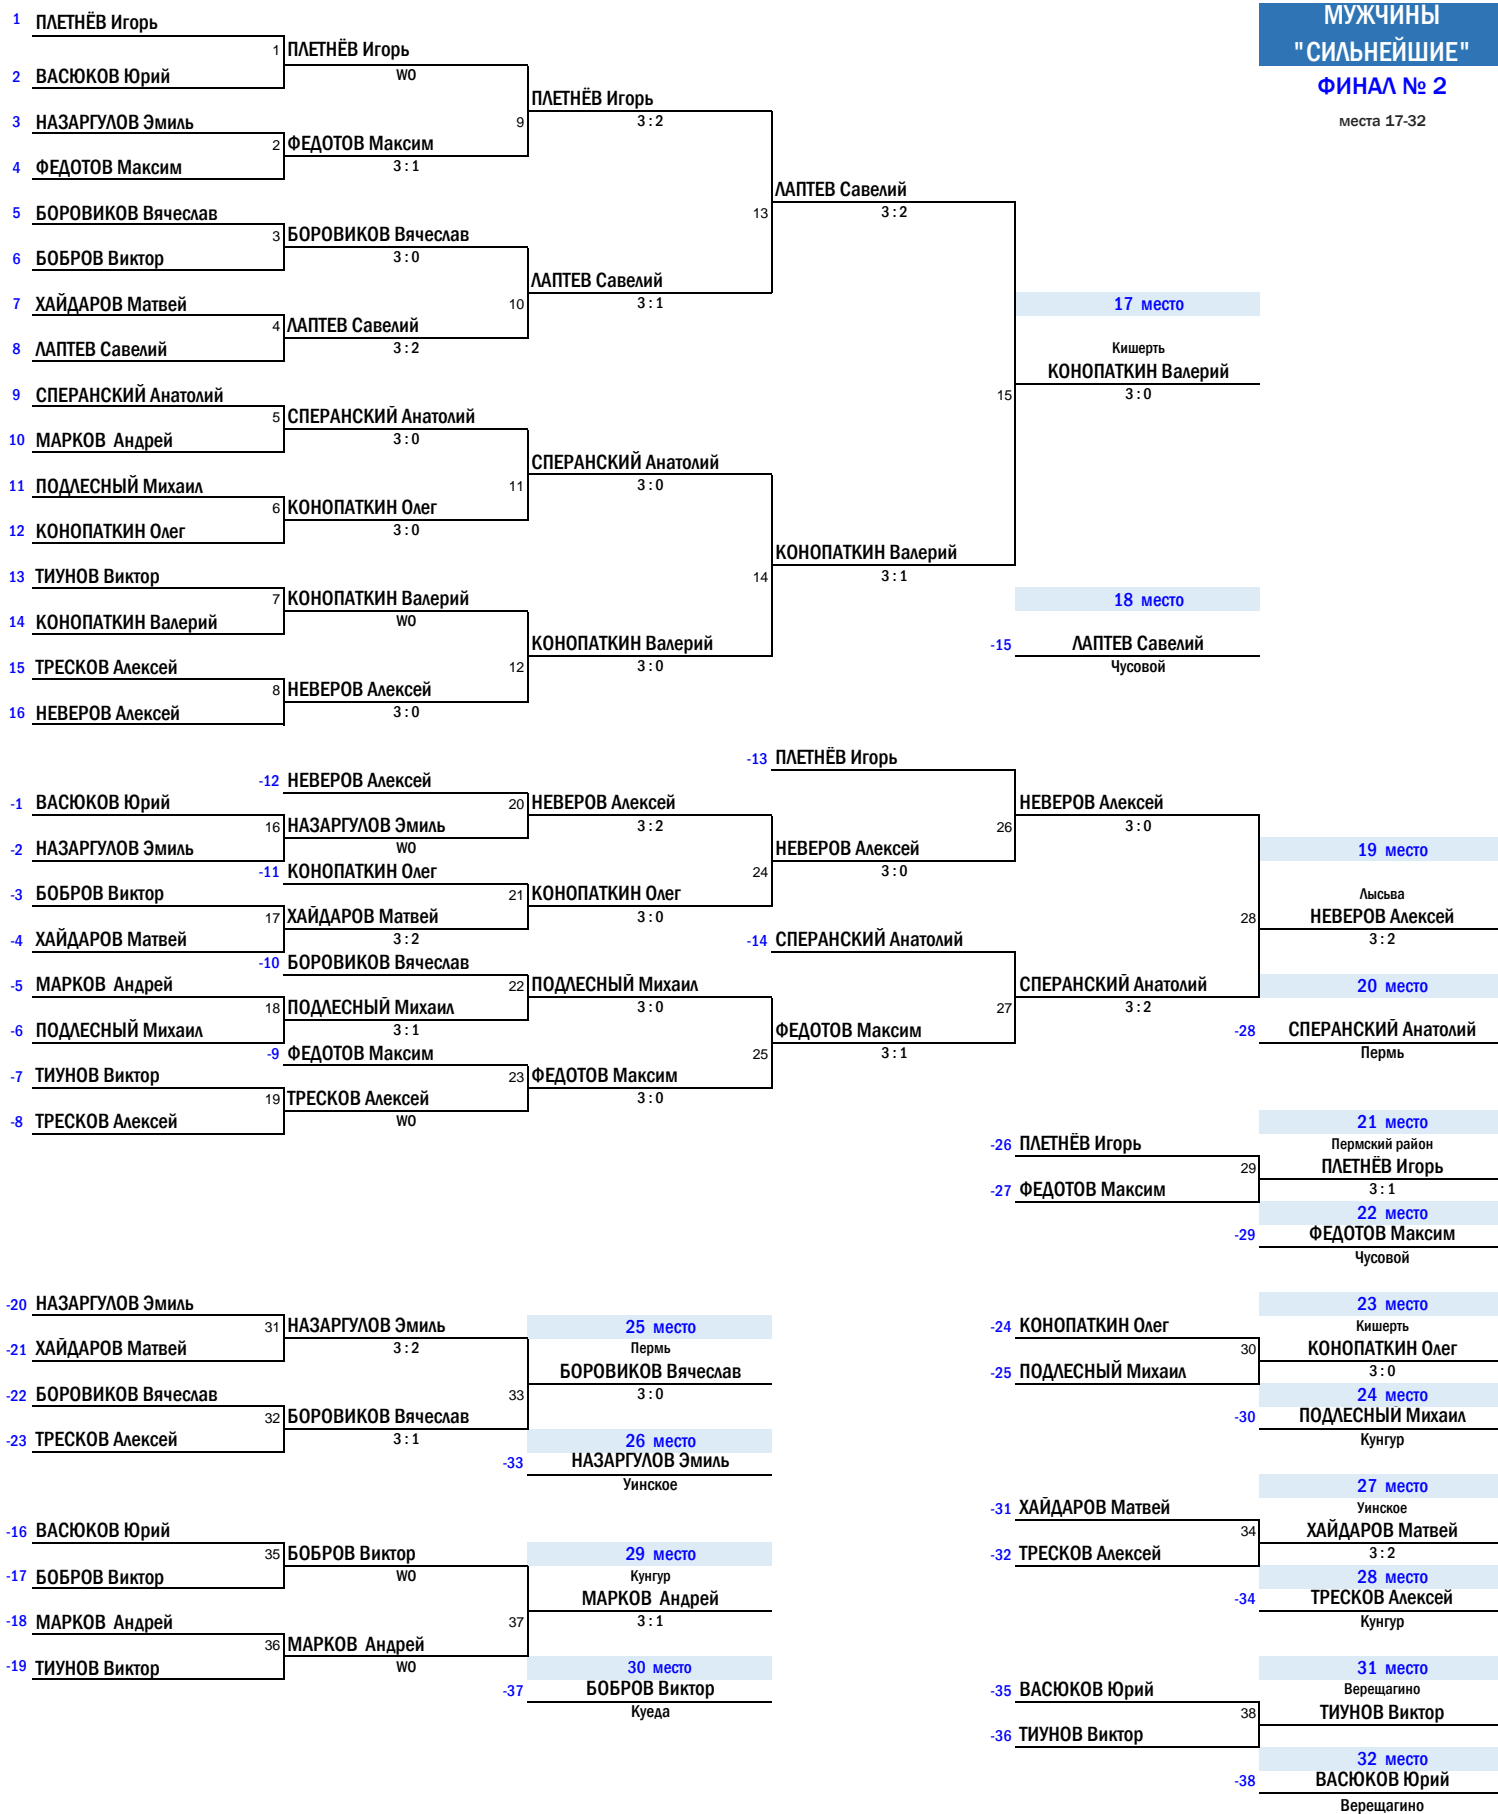 МУЖЧИНЫ
"СИЛЬНЕЙШИЕ"
ФИНАЛ № 2
места 17-32
1 ПЛЕТНЁВ Игорь
1 ПЛЕТНЁВ Игорь
2 ВАСЮКОВ Юрий
WO
ПЛЕТНЁВ Игорь
3 НАЗАРГУЛОВ Эмиль
9
3 : 2
2 ФЕДОТОВ Максим
4 ФЕДОТОВ Максим
3 : 1
ЛАПТЕВ Савелий
5 БОРОВИКОВ Вячеслав
13
3 : 2
3 БОРОВИКОВ Вячеслав
6 БОБРОВ Виктор
3 : 0
ЛАПТЕВ Савелий
7 ХАЙДАРОВ Матвей
10
3 : 1
17 место
4 ЛАПТЕВ Савелий
8 ЛАПТЕВ Савелий
3 : 2
Кишерть
КОНОПАТКИН Валерий
9 СПЕРАНСКИЙ Анатолий
15
3 : 0
5 СПЕРАНСКИЙ Анатолий
10 МАРКОВ Андрей
3 : 0
СПЕРАНСКИЙ Анатолий
11 ПОДЛЕСНЫЙ Михаил
11
3 : 0
6 КОНОПАТКИН Олег
12 КОНОПАТКИН Олег
3 : 0
КОНОПАТКИН Валерий
13 ТИУНОВ Виктор
14
3 : 1
7 КОНОПАТКИН Валерий
18 место
14 КОНОПАТКИН Валерий
WO
КОНОПАТКИН Валерий
-15 ЛАПТЕВ Савелий
15 ТРЕСКОВ Алексей
12
3 : 0
Чусовой
8 НЕВЕРОВ Алексей
16 НЕВЕРОВ Алексей
3 : 0
-13 ПЛЕТНЁВ Игорь
-12 НЕВЕРОВ Алексей
-1 ВАСЮКОВ Юрий
20 НЕВЕРОВ Алексей
НЕВЕРОВ Алексей
16 НАЗАРГУЛОВ Эмиль
3 : 2
26
3 : 0
-2 НАЗАРГУЛОВ Эмиль
WO
НЕВЕРОВ Алексей
19 место
-11 КОНОПАТКИН Олег
24
3 : 0
-3 БОБРОВ Виктор
21 КОНОПАТКИН Олег
Лысьва
17 ХАЙДАРОВ Матвей
3 : 0
28
НЕВЕРОВ Алексей
-4 ХАЙДАРОВ Матвей
3 : 2
-14 СПЕРАНСКИЙ Анатолий
3 : 2
-10 БОРОВИКОВ Вячеслав
-5 МАРКОВ Андрей
22 ПОДЛЕСНЫЙ Михаил
СПЕРАНСКИЙ Анатолий
20 место
18 ПОДЛЕСНЫЙ Михаил
3 : 0
27
3 : 2
-6 ПОДЛЕСНЫЙ Михаил
3 : 1
ФЕДОТОВ Максим
-28 СПЕРАНСКИЙ Анатолий
-9 ФЕДОТОВ Максим
25
3 : 1
Пермь
-7 ТИУНОВ Виктор
23 ФЕДОТОВ Максим
19 ТРЕСКОВ Алексей
3 : 0
-8 ТРЕСКОВ Алексей
WO
21 место
-26 ПЛЕТНЁВ Игорь
Пермский район
29
ПЛЕТНЁВ Игорь
-27 ФЕДОТОВ Максим
3 : 1
22 место
-29 ФЕДОТОВ Максим
Чусовой
-20 НАЗАРГУЛОВ Эмиль
23 место
31 НАЗАРГУЛОВ Эмиль
25 место
-24 КОНОПАТКИН Олег
Кишерть
-21 ХАЙДАРОВ Матвей
3 : 2
Пермь
30
КОНОПАТКИН Олег
БОРОВИКОВ Вячеслав
-25 ПОДЛЕСНЫЙ Михаил
3 : 0
-22 БОРОВИКОВ Вячеслав
33
3 : 0
24 место
32 БОРОВИКОВ Вячеслав
-30 ПОДЛЕСНЫЙ Михаил
-23 ТРЕСКОВ Алексей
3 : 1
26 место
Кунгур
-33 НАЗАРГУЛОВ Эмиль
Уинское
27 место
-31 ХАЙДАРОВ Матвей
Уинское
-16 ВАСЮКОВ Юрий
34
ХАЙДАРОВ Матвей
35 БОБРОВ Виктор
29 место
-32 ТРЕСКОВ Алексей
3 : 2
-17 БОБРОВ Виктор
WO
Кунгур
28 место
МАРКОВ Андрей
-34 ТРЕСКОВ Алексей
-18 МАРКОВ Андрей
37
3 : 1
Кунгур
36 МАРКОВ Андрей
-19 ТИУНОВ Виктор
WO
30 место
31 место
-37 БОБРОВ Виктор
-35 ВАСЮКОВ Юрий
Верещагино
Куеда
38
ТИУНОВ Виктор
-36 ТИУНОВ Виктор
32 место
-38 ВАСЮКОВ Юрий
Верещагино